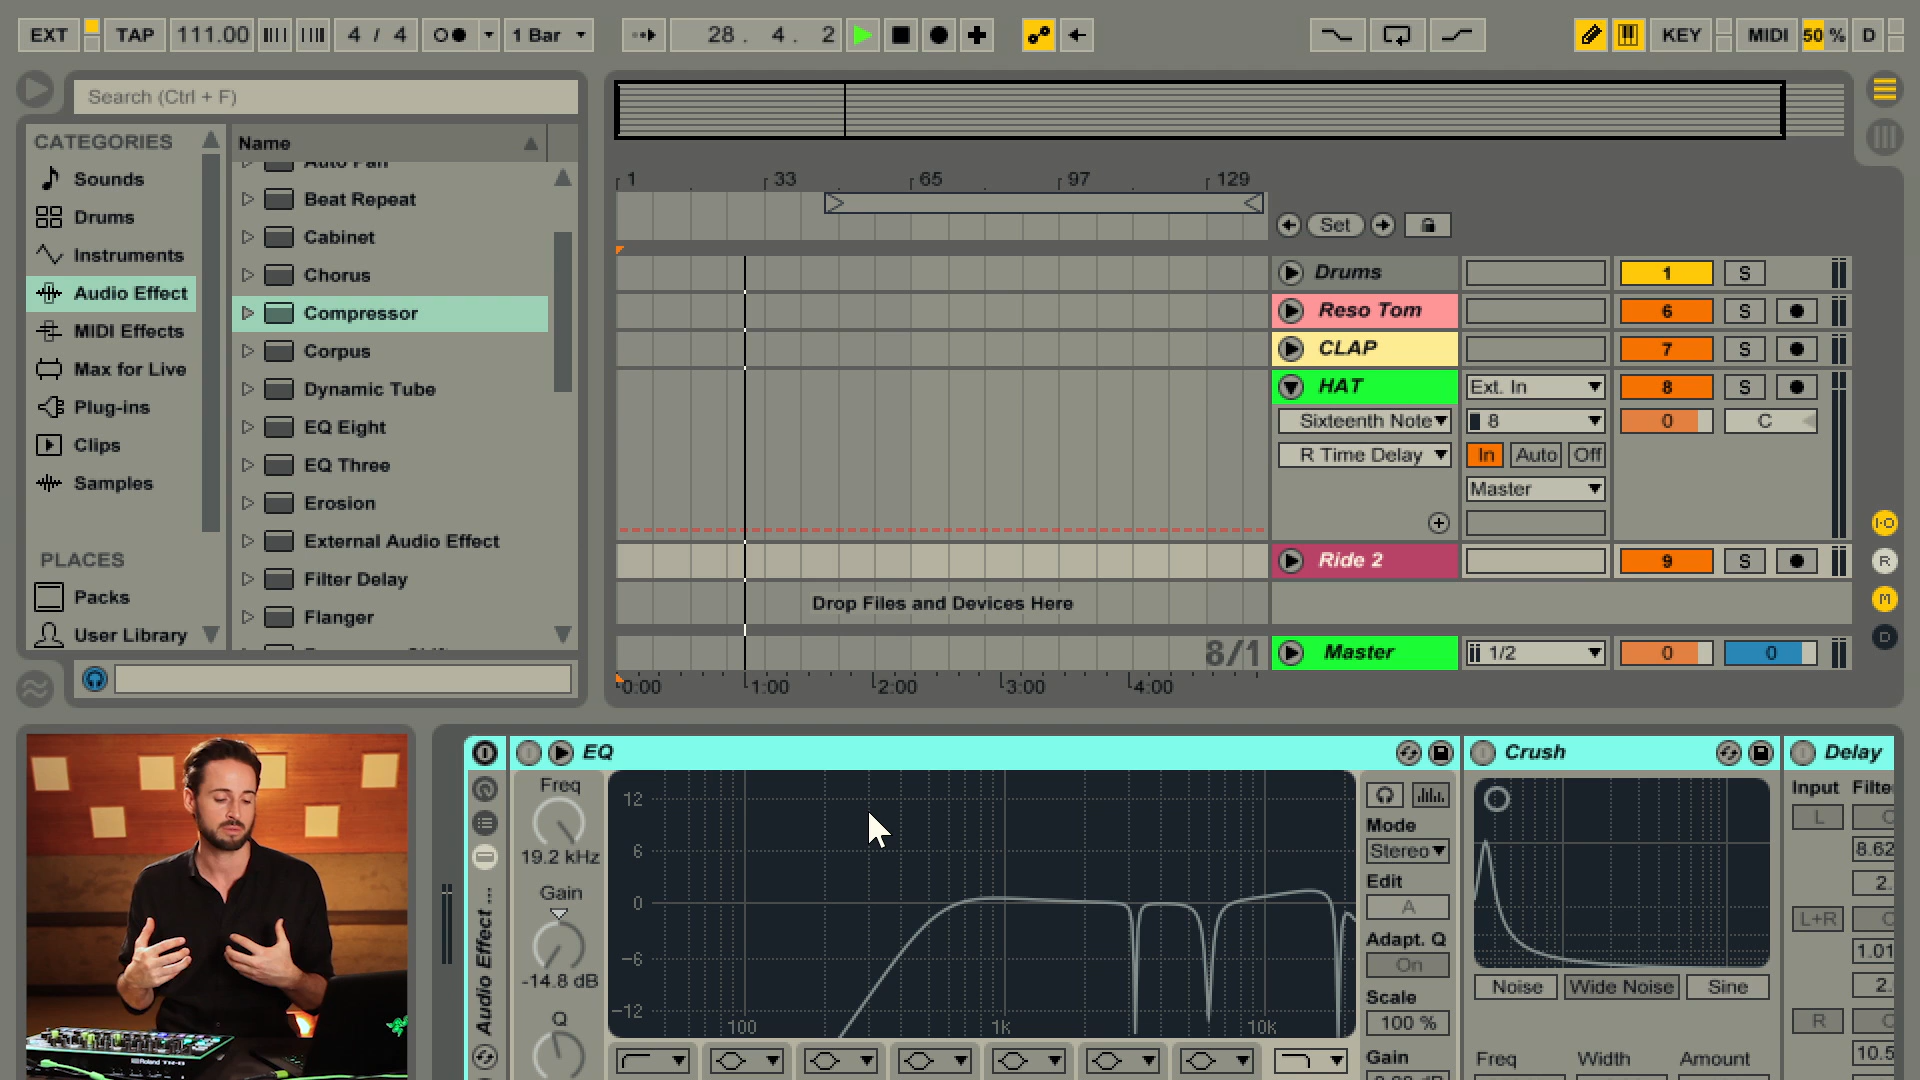 EXT TAP 111.00 4 / 4 1 Bar 28. 4. 2 KEY MIDI 50 % D
Search (Ctrl + F)
CATEGORIES
Sounds
Drums
Instruments
Audio Effect
MIDI Effects
Max for Live
Plug-ins
Clips
Samples
PLACES
Packs
User Library
Name
Auto Pan
Beat Repeat
Cabinet
Chorus
Compressor
Corpus
Dynamic Tube
EQ Eight
EQ Three
Erosion
External Audio Effect
Filter Delay
Flanger
1 33 65 97 129
Set
Drums 1 S
Reso Tom 6 S
CLAP 7 S
HAT Ext. In 8 S
Sixteenth Note 8 0 C
R Time Delay In Auto Off
Master
Ride 2 9 S
Drop Files and Devices Here
8/1 Master 1/2 0 0
0:00 1:00 2:00 3:00 4:00
I·O
R
M
D
Audio Effect ...
EQ
Freq
19.2 kHz
Gain
-14.8 dB
Q
12
6
0
-6
-12
100 1k 10k
Mode
Stereo
Edit
A
Adapt. Q
On
Scale
100 %
Gain
Crush
Noise Wide Noise Sine
Freq Width Amount
Delay
Input Filte
L
8.62
2.
L+R
1.01
2.
R
10.5
Roland